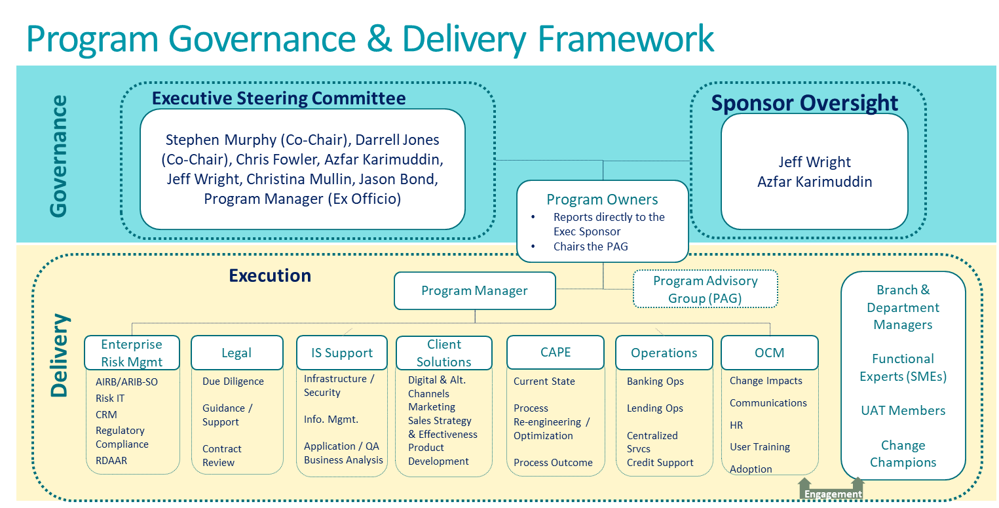 Program Governance & Delivery Framework
Governance
Executive Steering Committee
Stephen Murphy (Co-Chair), Darrell Jones
(Co-Chair), Chris Fowler, Azfar Karimuddin,
Jeff Wright, Christina Mullin, Jason Bond,
Program Manager (Ex Officio)
Sponsor Oversight
Jeff Wright
Azfar Karimuddin
Program Owners
• Reports directly to the
Exec Sponsor
• Chairs the PAG
Delivery
Execution
Program Manager
Program Advisory
Group (PAG)
Enterprise
Risk Mgmt
AIRB/ARIB-SO
Risk IT
CRM
Regulatory
Compliance
RDAAR
Legal
Due Diligence
Guidance /
Support
Contract
Review
IS Support
Infrastructure /
Security
Info. Mgmt.
Application / QA
Business Analysis
Client
Solutions
Digital & Alt.
Channels
Marketing
Sales Strategy
& Effectiveness
Product
Development
CAPE
Current State
Process
Re-engineering /
Optimization
Process Outcome
Operations
Banking Ops
Lending Ops
Centralized
Srvcs
Credit Support
OCM
Change Impacts
Communications
HR
User Training
Adoption
Branch &
Department
Managers
Functional
Experts (SMEs)
UAT Members
Change
Champions
Engagement